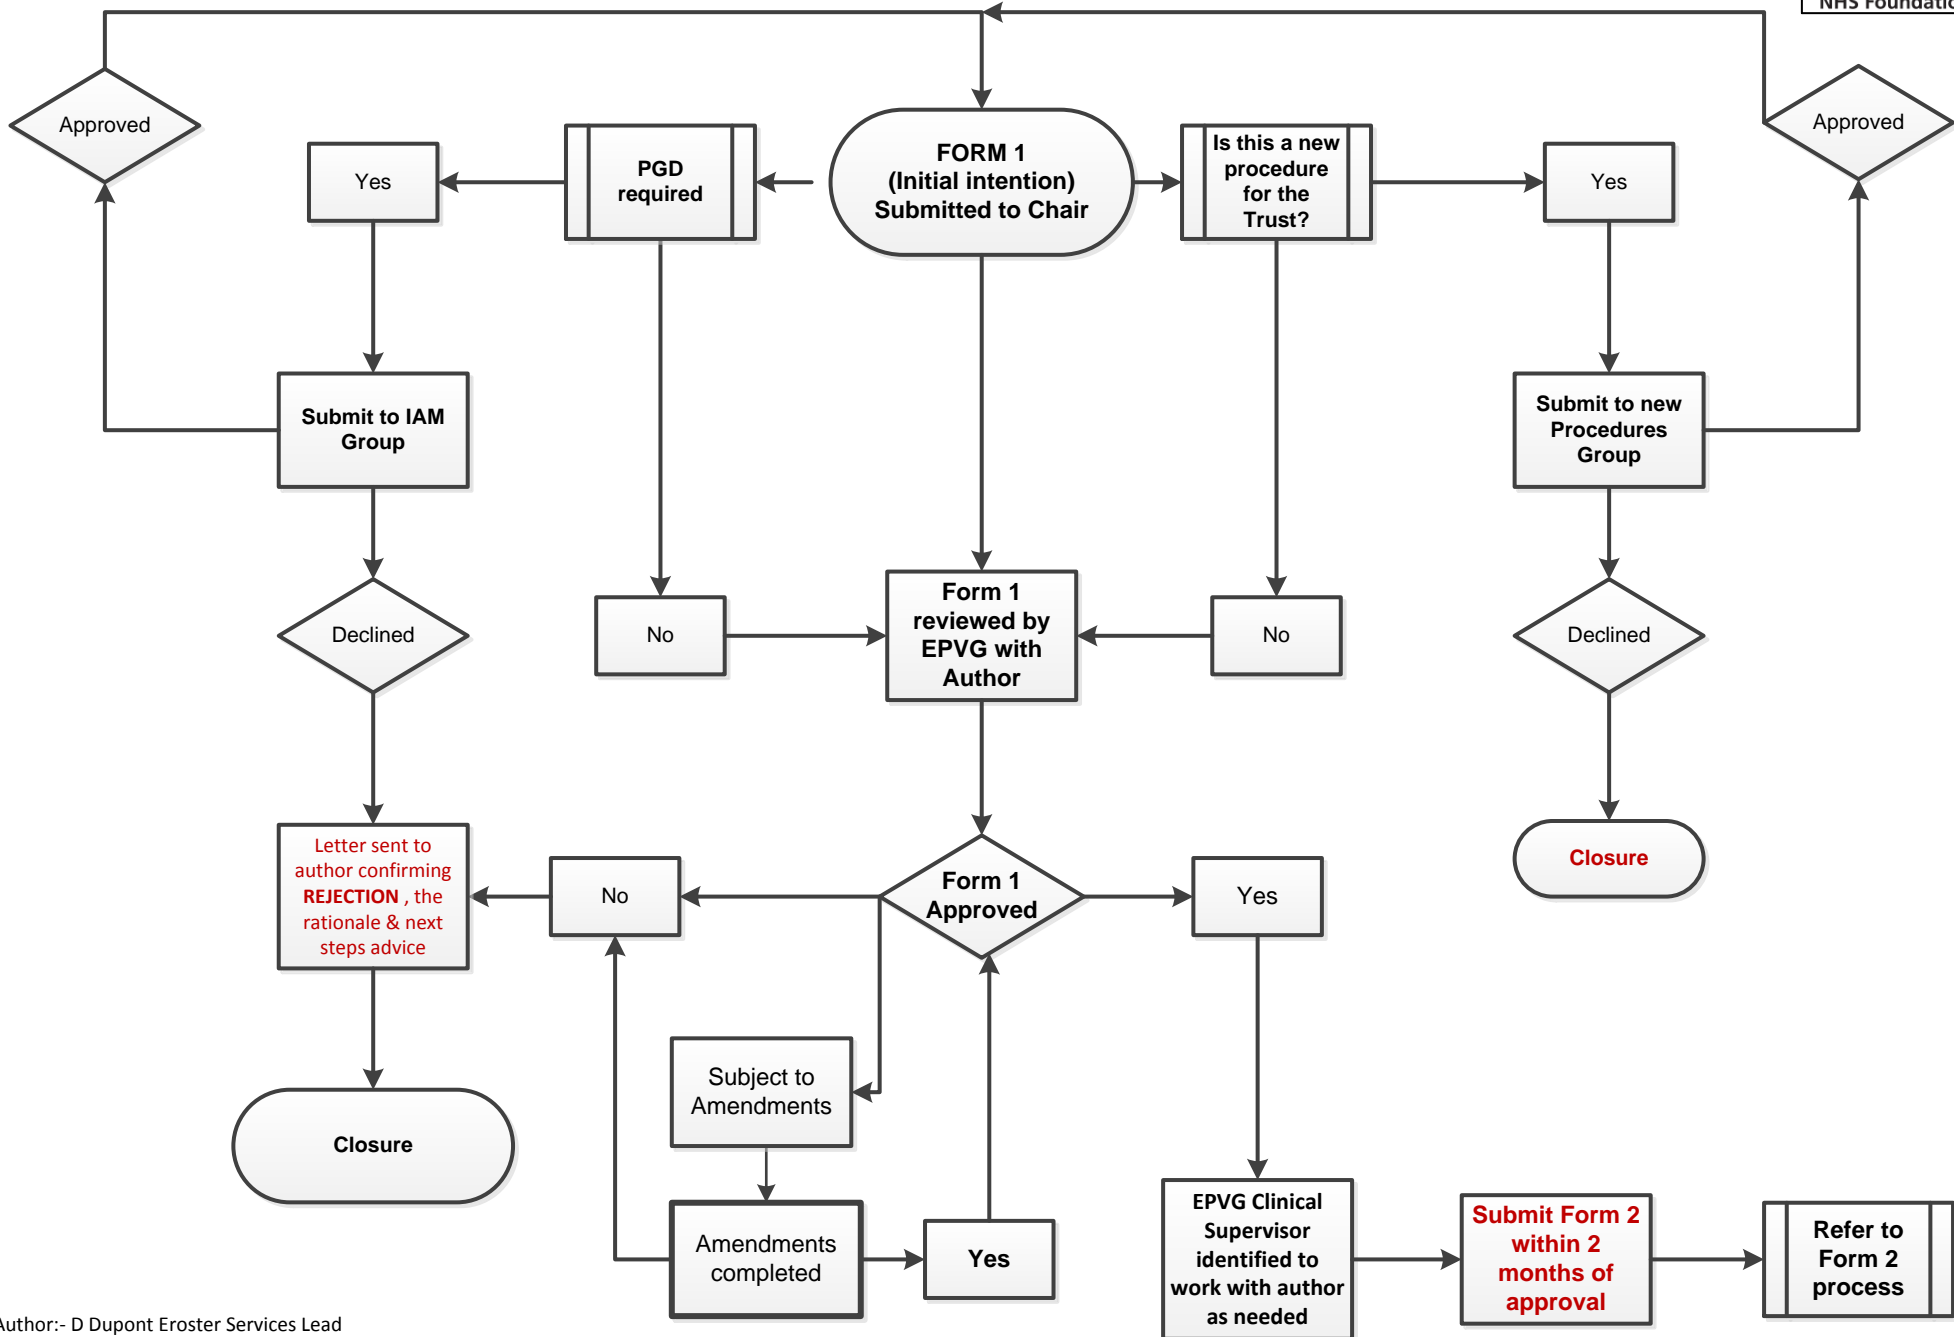 NHS Foundatio
Approved
Approved
Yes
PGD
required
FORM 1
(Initial intention)
Submitted to Chair
Is this a new
procedure
for the
Trust?
Yes
Submit to IAM
Group
Submit to new
Procedures
Group
Declined
No
Form 1
reviewed by
EPVG with
Author
No
Declined
Letter sent to
author confirming
REJECTION , the
rationale & next
steps advice
No
Form 1
Approved
Yes
Closure
Subject to
Amendments
Closure
Amendments
completed
Yes
EPVG Clinical
Supervisor
identified to
work with author
as needed
Submit Form 2
within 2
months of
approval
Refer to
Form 2
process
Author:- D Dupont Eroster Services Lead